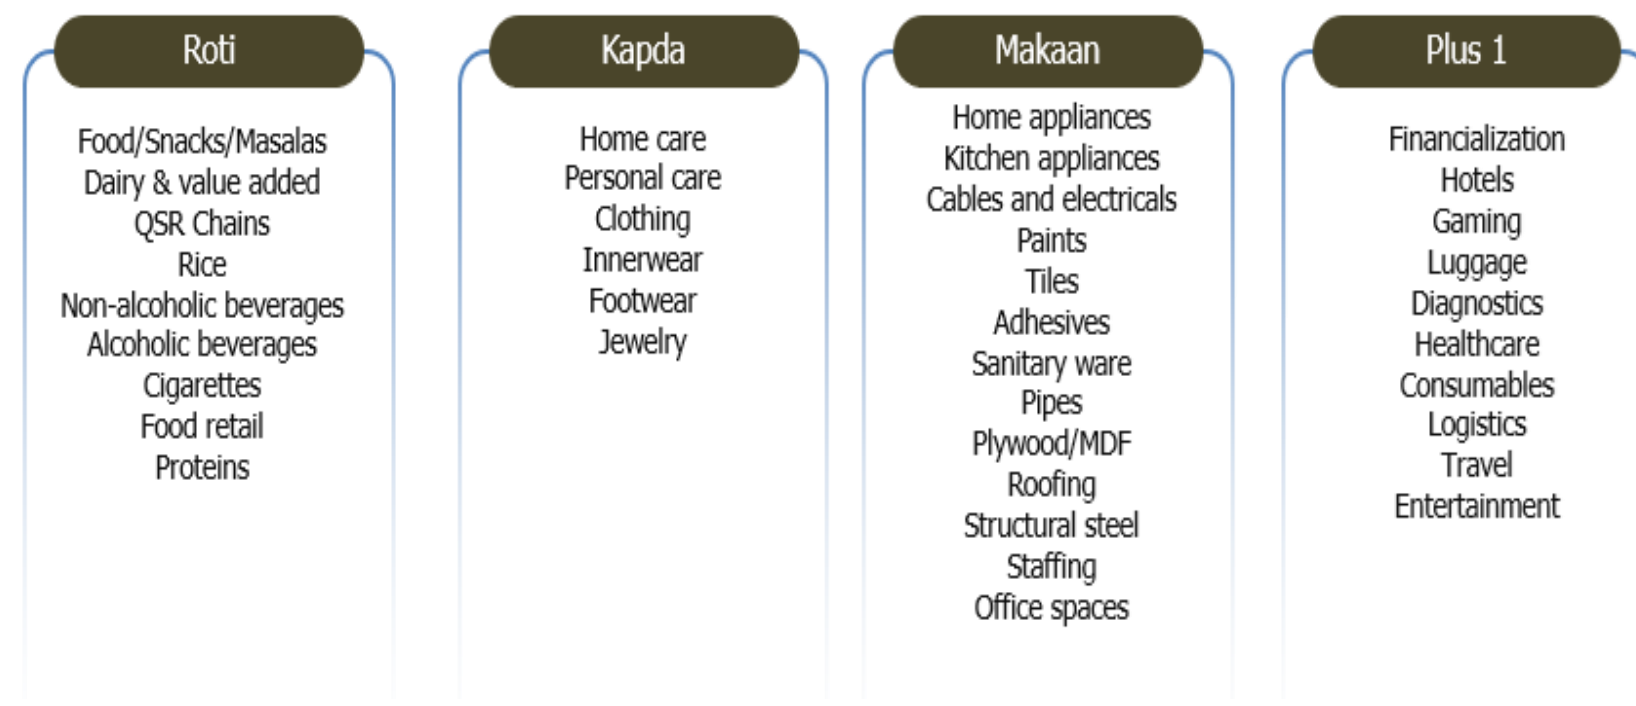 Roti
Food/Snacks/Masalas
Dairy & value added
QSR Chains
Rice
Non-alcoholic beverages
Alcoholic beverages
Cigarettes
Food retail
Proteins
Kapda
Home care
Personal care
Clothing
Innerwear
Footwear
Jewelry
Makaan
Home appliances
Kitchen appliances
Cables and electricals
Paints
Tiles
Adhesives
Sanitary ware
Pipes
Plywood/MDF
Roofing
Structural steel
Staffing
Office spaces
Plus 1
Financialization
Hotels
Gaming
Luggage
Diagnostics
Healthcare
Consumables
Logistics
Travel
Entertainment